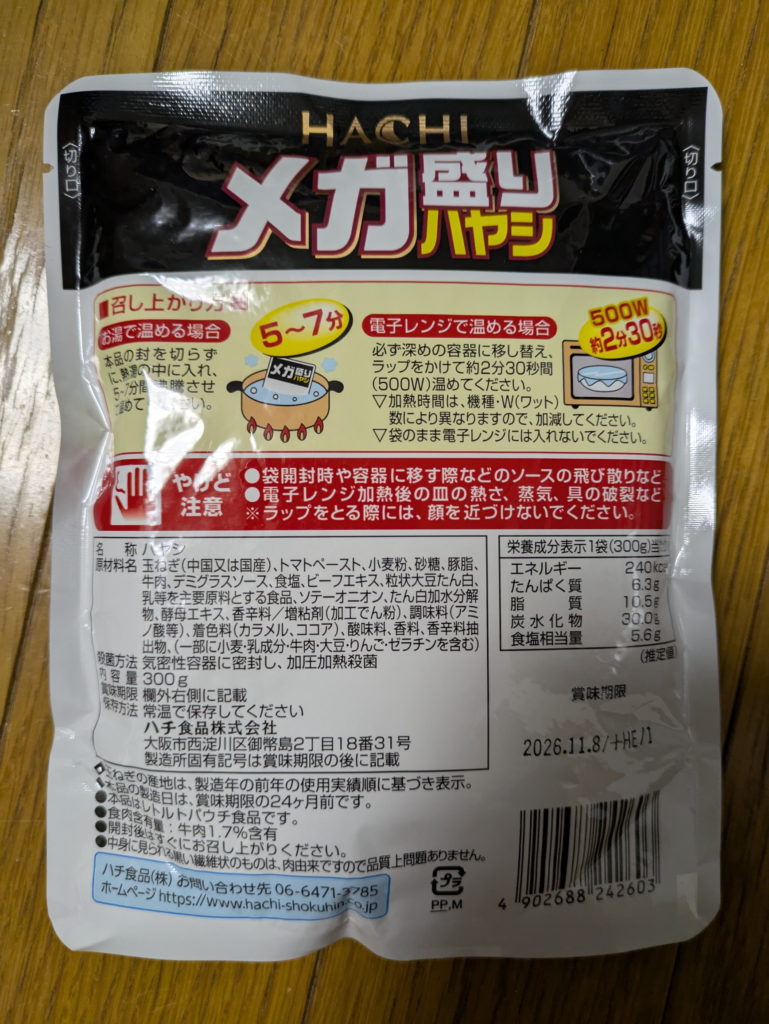 HACHI
メガ盛り
ハヤシ
〈切り口〉
〈切り口〉
■召し上がり方
お湯で温める場合
5〜7分
本品の封を切らず
に、熱湯の中に入れ、
5〜7分間沸騰させ
温めてください。
メガ盛り
ハヤシ
電子レンジで温める場合
500W
約2分30秒
必ず深めの容器に移し替え、
ラップをかけて約2分30秒間
(500W)温めてください。
▽加熱時間は、機種・W(ワット)
数により異なりますので、加減してください。
▽袋のまま電子レンジには入れないでください。
やけど
注意
●袋開封時や容器に移す際などのソースの飛び散りなど
●電子レンジ加熱後の皿の熱さ、蒸気、具の破裂など
※ラップをとる際には、顔を近づけないでください。
名 称 ハヤシ
原材料名 玉ねぎ(中国又は国産)、トマトペースト、小麦粉、砂糖、豚脂、
牛肉、デミグラスソース、食塩、ビーフエキス、粒状大豆たん白、
乳等を主要原料とする食品、ソテーオニオン、たん白加水分解
物、酵母エキス、香辛料/増粘剤(加工でん粉)、調味料(アミ
ノ酸等)、着色料(カラメル、ココア)、酸味料、香料、香辛料抽
出物、(一部に小麦・乳成分・牛肉・大豆・りんご・ゼラチンを含む)
殺菌方法 気密性容器に密封し、加圧加熱殺菌
内容量 300g
賞味期限 欄外右側に記載
保存方法 常温で保存してください
ハチ食品株式会社
大阪市西淀川区御幣島2丁目18番31号
製造所固有記号は賞味期限の後に記載
栄養成分表示1袋(300g)当たり
エネルギー 240kcal
たんぱく質 6.3g
脂 質 10.5g
炭水化物 30.0g
食塩相当量 5.6g
(推定値)
賞味期限
2026.11.8/+HE/1
●玉ねぎの産地は、製造年の前年の使用実績順に基づき表示。
●本品の製造日は、賞味期限の24ヶ月前です。
●本品はレトルトパウチ食品です。
●食肉含有量:牛肉1.7%含有
●開封後はすぐにお召し上がりください。
●中身に見られる黒い繊維状のものは、肉由来ですので品質上問題ありません。
ハチ食品(株) お問い合わせ先 06-6471-3785
ホームページ https://www.hachi-shokuhin.co.jp
プラ
PP,M
4 902688 242603